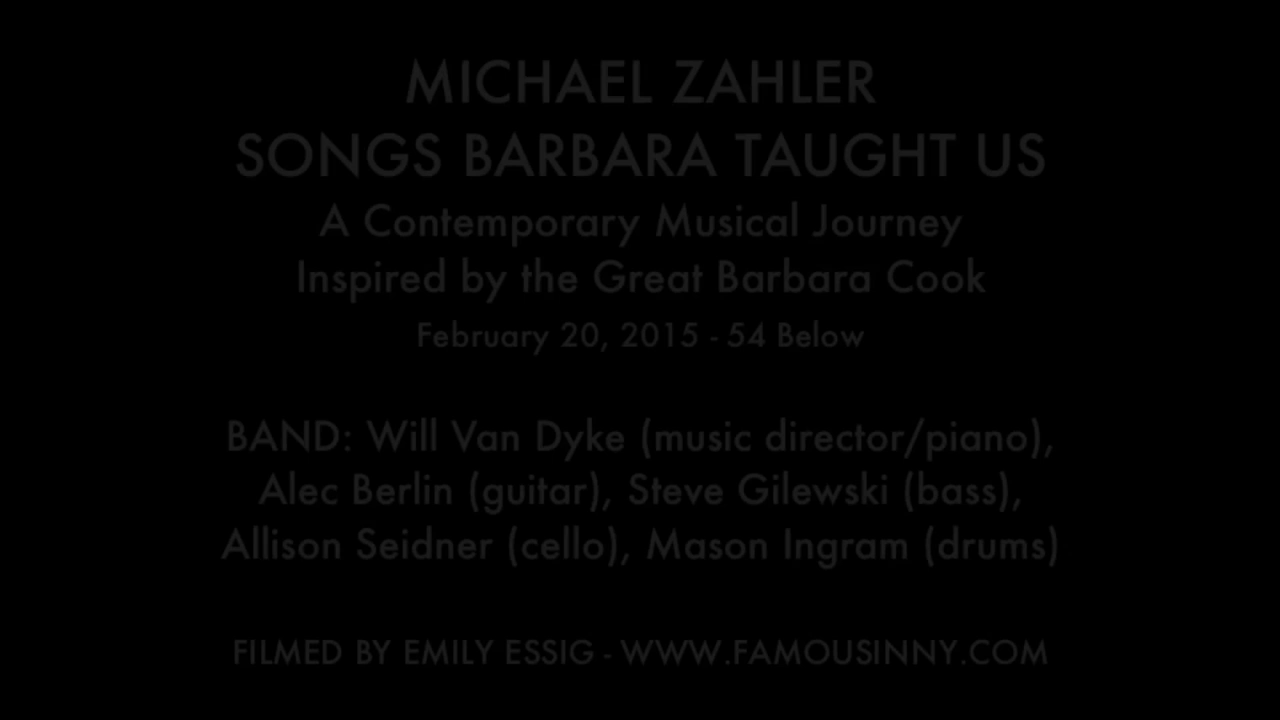 MICHAEL ZAHLER
SONGS BARBARA TAUGHT US
A Contemporary Musical Journey
Inspired by the Great Barbara Cook
February 20, 2015 - 54 Below
BAND: Will Van Dyke (music director/piano),
Alec Berlin (guitar), Steve Gilewski (bass),
Allison Seidner (cello), Mason Ingram (drums)
FILMED BY EMILY ESSIG - WWW.FAMOUSINNY.COM